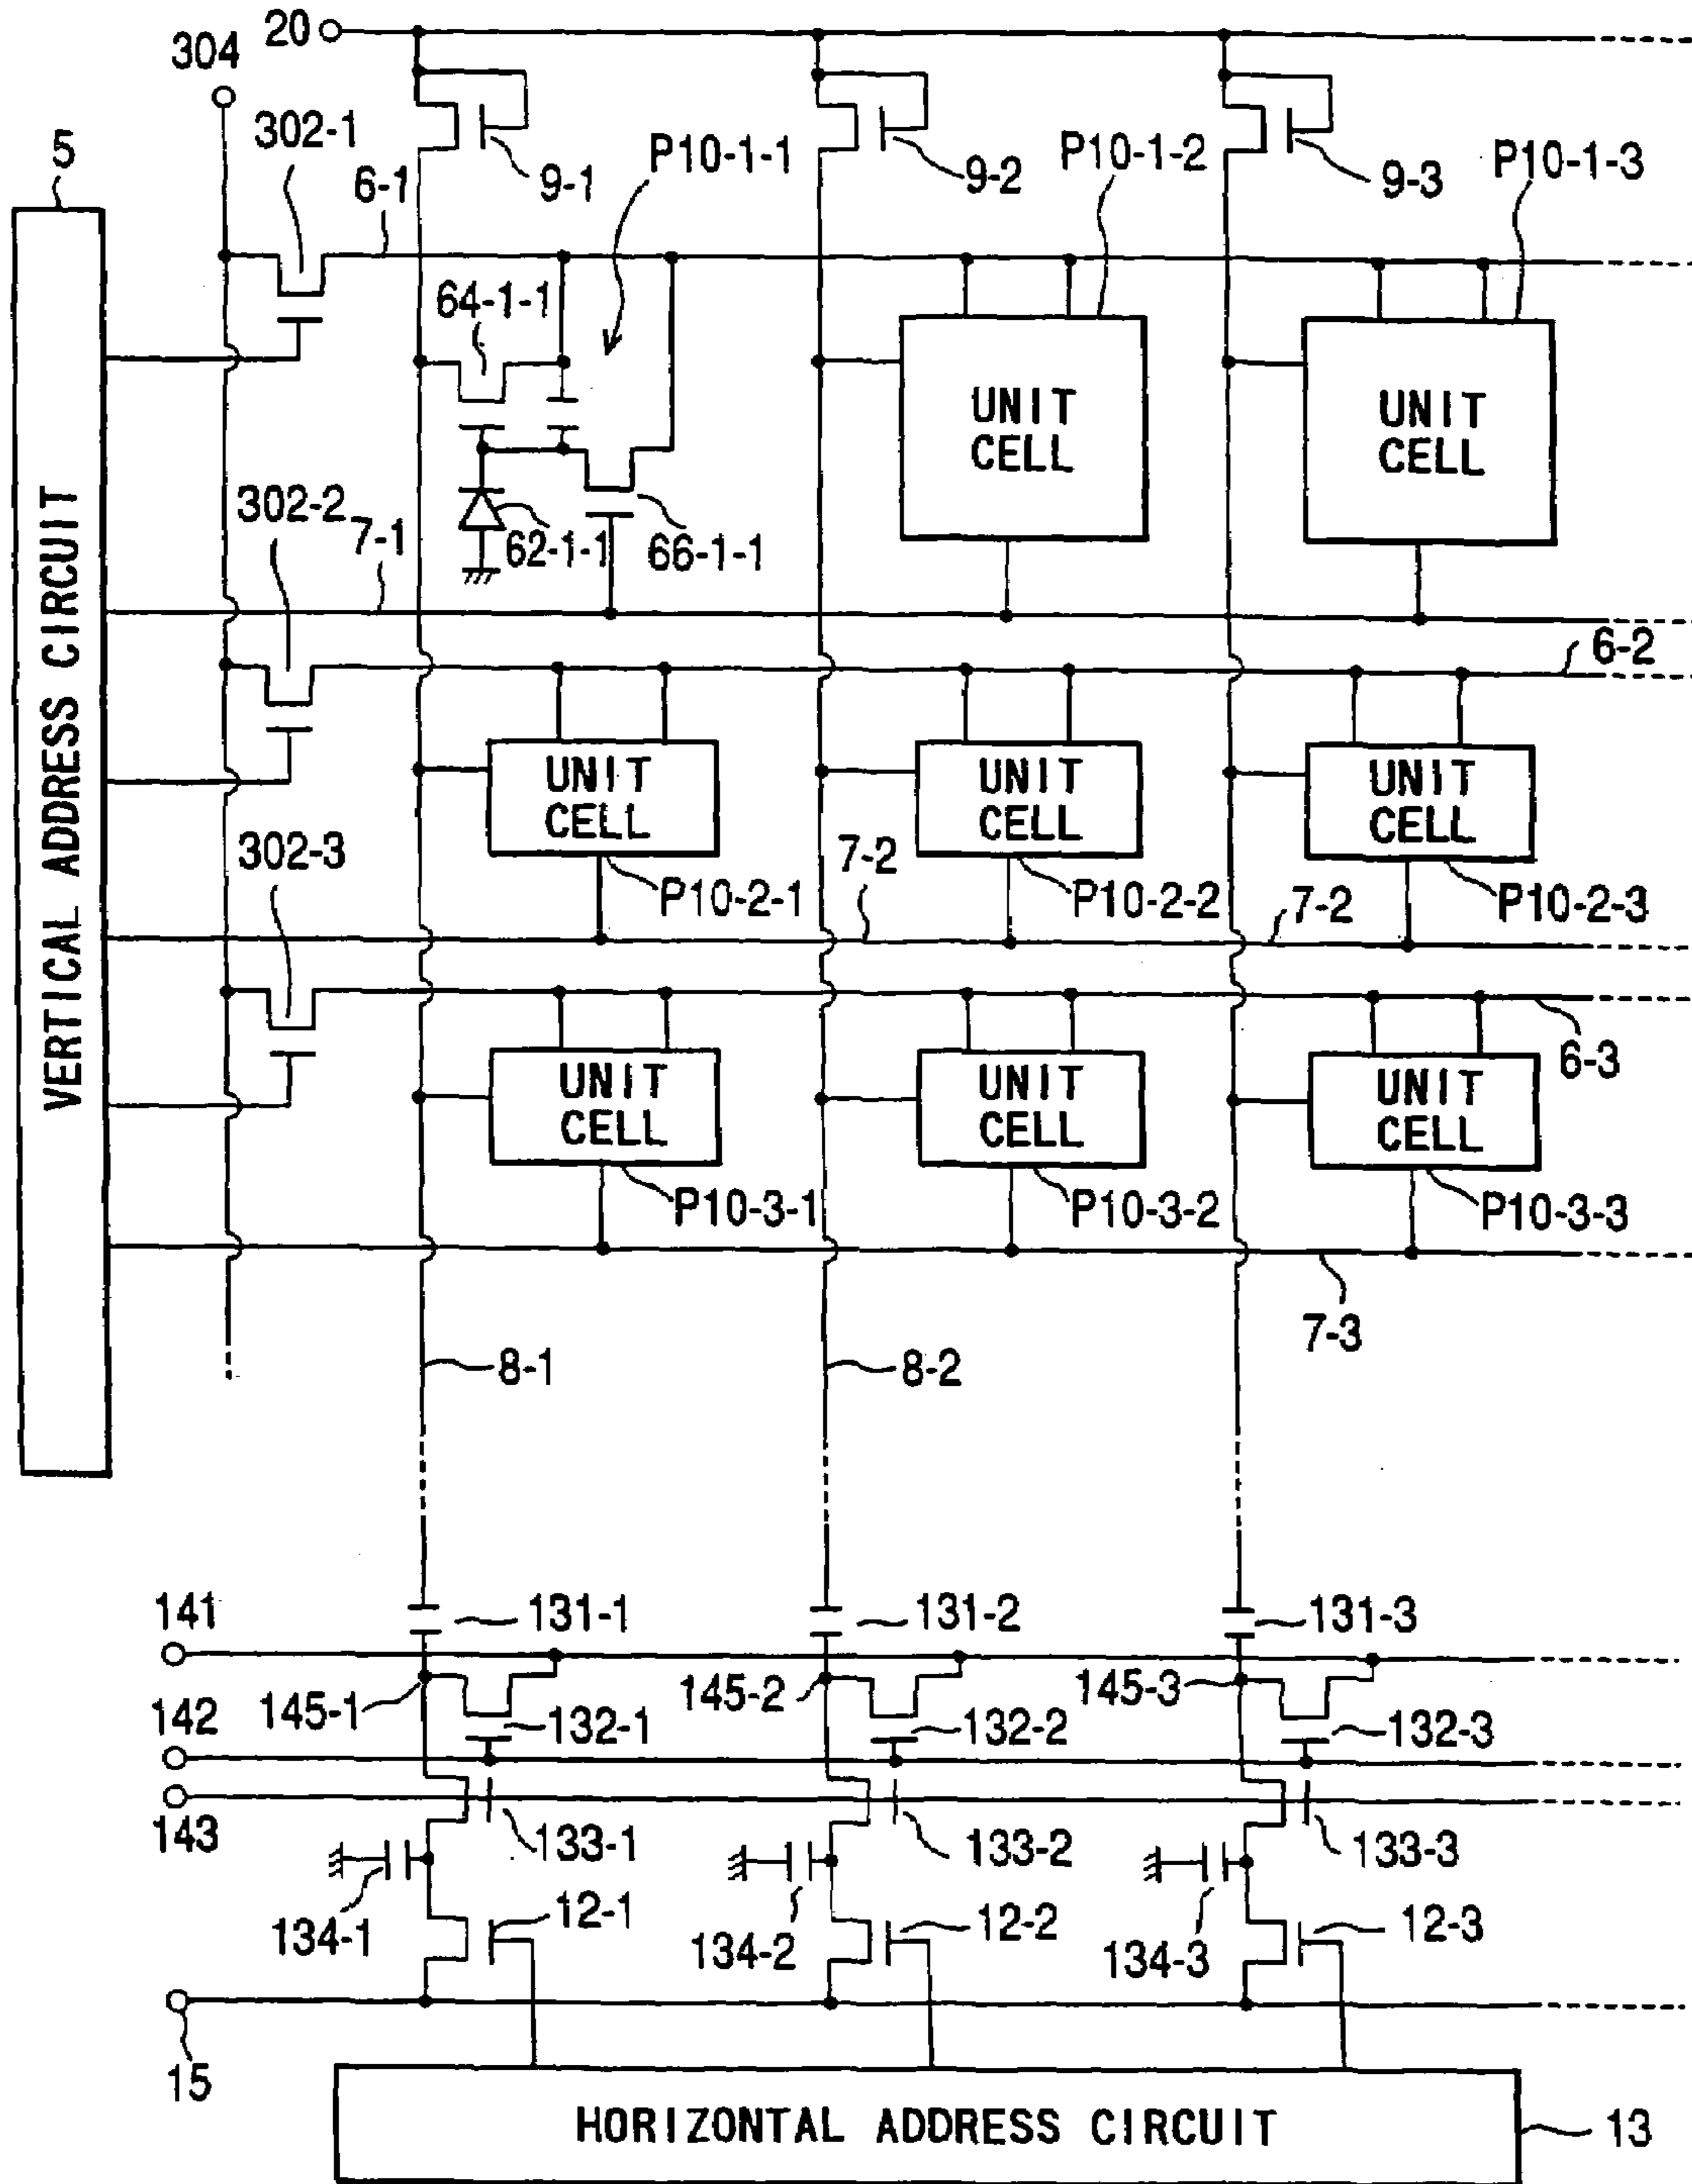 20
304
302-1
5
6-1
9-1
P10-1-1
9-2
P10-1-2
9-3
P10-1-3
64-1-1
UNIT
CELL
UNIT
CELL
302-2
7-1
62-1-1
66-1-1
VERTICAL ADDRESS CIRCUIT
6-2
UNIT
CELL
UNIT
CELL
UNIT
CELL
302-3
7-2
P10-2-1
P10-2-2
7-2
P10-2-3
UNIT
CELL
UNIT
CELL
UNIT
CELL
6-3
P10-3-1
P10-3-2
P10-3-3
7-3
8-1
8-2
141
131-1
131-2
131-3
145-1
145-2
145-3
142
132-1
132-2
132-3
143
133-1
133-2
133-3
134-1
12-1
134-2
12-2
134-3
12-3
15
HORIZONTAL ADDRESS CIRCUIT
13